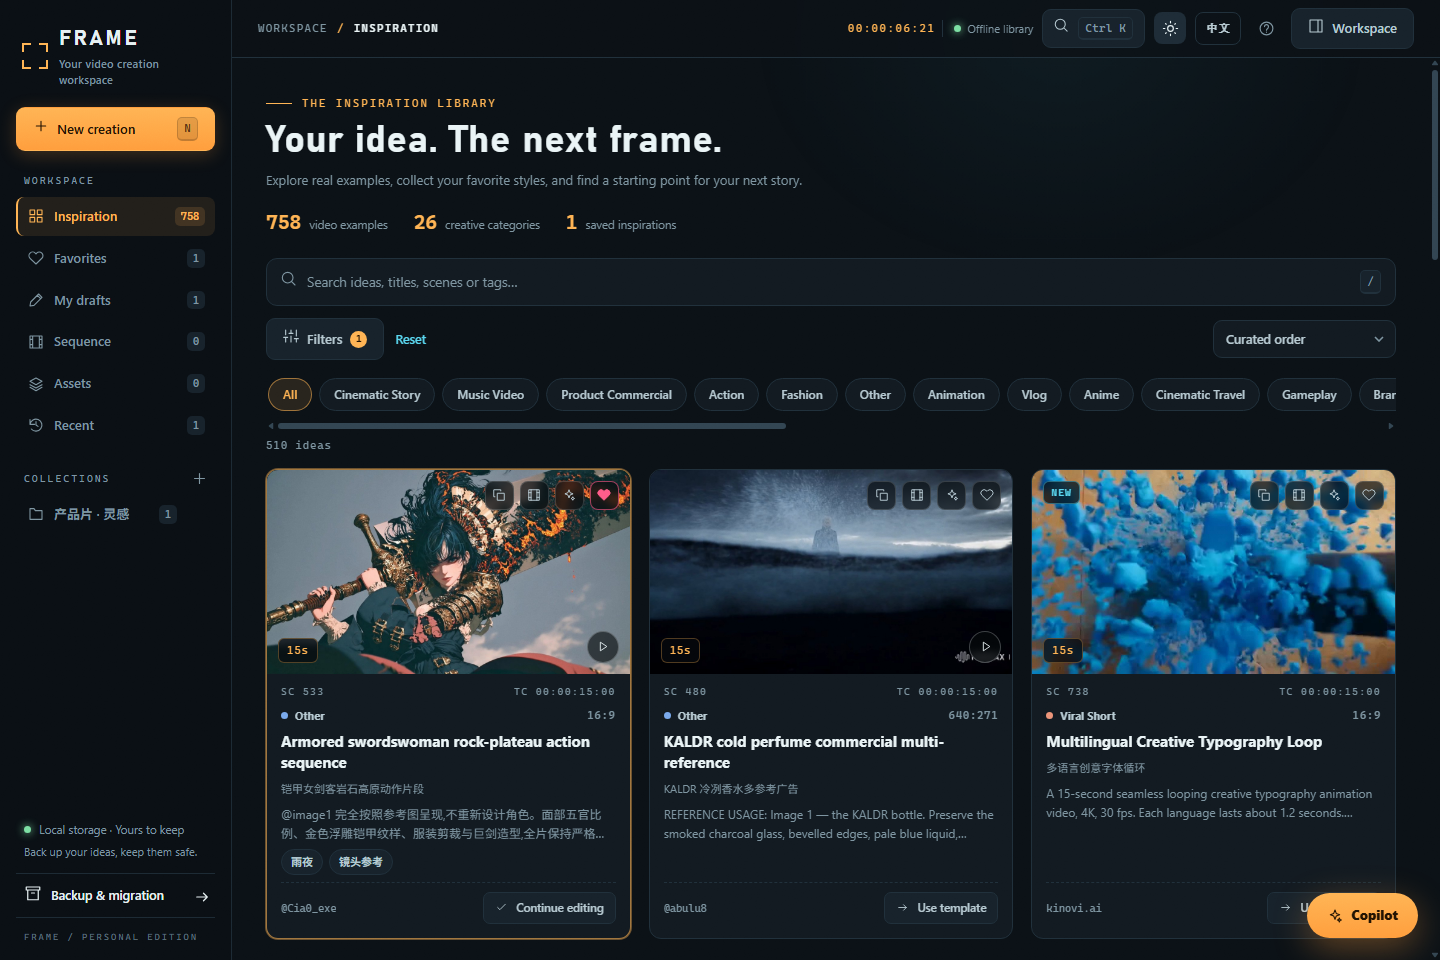 FRAME
Your video creation
workspace
New creation
N
WORKSPACE
Inspiration
758
Favorites
1
My drafts
1
Sequence
0
Assets
0
Recent
1
COLLECTIONS
产品片 · 灵感
1
Local storage · Yours to keep
Back up your ideas, keep them safe.
Backup & migration
FRAME / PERSONAL EDITION
WORKSPACE / INSPIRATION
00:00:06:21
Offline library
Ctrl K
中文
Workspace
THE INSPIRATION LIBRARY
Your idea. The next frame.
Explore real examples, collect your favorite styles, and find a starting point for your next story.
758 video examples
26 creative categories
1 saved inspirations
Search ideas, titles, scenes or tags...
/
Filters
1
Reset
Curated order
All
Cinematic Story
Music Video
Product Commercial
Action
Fashion
Other
Animation
Vlog
Anime
Cinematic Travel
Gameplay
Bran
510 ideas
15s
SC 533
TC 00:00:15:00
Other
16:9
Armored swordswoman rock-plateau action
sequence
铠甲女剑客岩石高原动作片段
@image1 完全按照参考图呈现,不重新设计角色。面部五官比
例、金色浮雕铠甲纹样、服装剪裁与巨剑造型,全片保持严格...
雨夜
镜头参考
@Cia0_exe
Continue editing
15s
SC 480
TC 00:00:15:00
Other
640:271
KALDR cold perfume commercial multi-
reference
KALDR 冷冽香水多参考广告
REFERENCE USAGE: Image 1 — the KALDR bottle. Preserve the
smoked charcoal glass, bevelled edges, pale blue liquid,...
@abulu8
Use template
NEW
15s
SC 738
TC 00:00:15:00
Viral Short
16:9
Multilingual Creative Typography Loop
多语言创意字体循环
A 15-second seamless looping creative typography animation
video, 4K, 30 fps. Each language lasts about 1.2 seconds....
kinovi.ai
Copilot